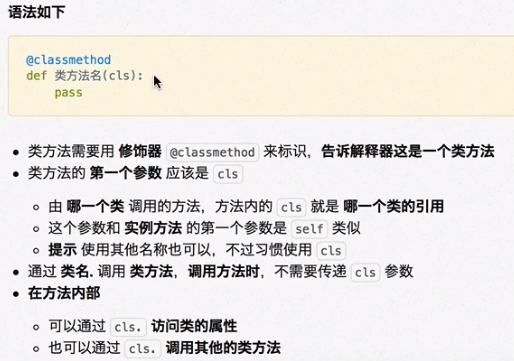 语法如下
@classmethod
def 类方法名(cls):
    pass
• 类方法需要用 修饰器 @classmethod 来标识，告诉解释器这是一个类方法
• 类方法的 第一个参数 应该是 cls
◦ 由 哪一个类 调用的方法，方法内的 cls 就是 哪一个类的引用
◦ 这个参数和 实例方法 的第一个参数是 self 类似
◦ 提示 使用其他名称也可以，不过习惯使用 cls
• 通过 类名. 调用 类方法，调用方法时，不需要传递 cls 参数
• 在方法内部
◦ 可以通过 cls. 访问类的属性
◦ 也可以通过 cls. 调用其他的类方法